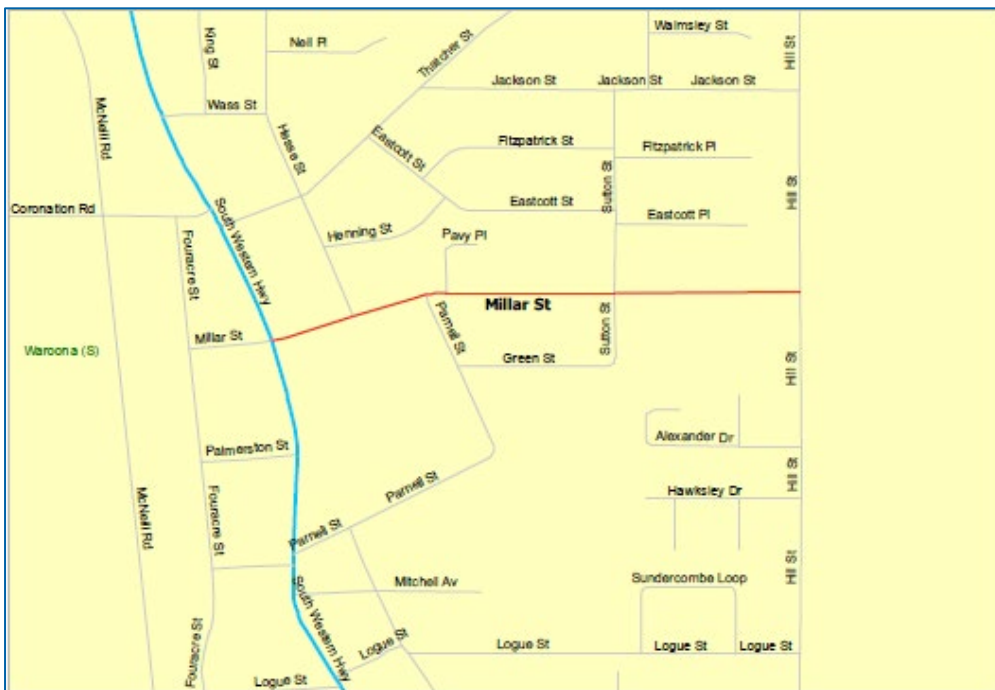 King St
Neil Pl
Thatcher St
Walmsley St
Hill St
McNeill Rd
Wass St
Jackson St
Jackson St
Jackson St
Hesse St
Eastcott St
Fitzpatrick St
Fitzpatrick Pl
Sutton St
Hill St
Coronation Rd
South Western Hwy
Eastcott St
Eastcott Pl
Fouracre St
Henning St
Pavy Pl
Millar St
Millar St
Parnell St
Sutton St
Waroona (S)
Green St
Hill St
Alexander Dr
Palmerston St
Parnell St
Hawksley Dr
Hill St
McNeill Rd
Fouracre St
Parnell St
Hill St
South Western Hwy
Mitchell Av
Sundercombe Loop
Fouracre St
Logue St
Logue St
Logue St
Logue St
Logue St